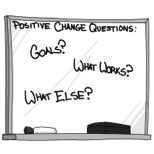 POSITIVE CHANGE QUESTIONS:
GOALS?
WHAT WORKS?
WHAT ELSE?